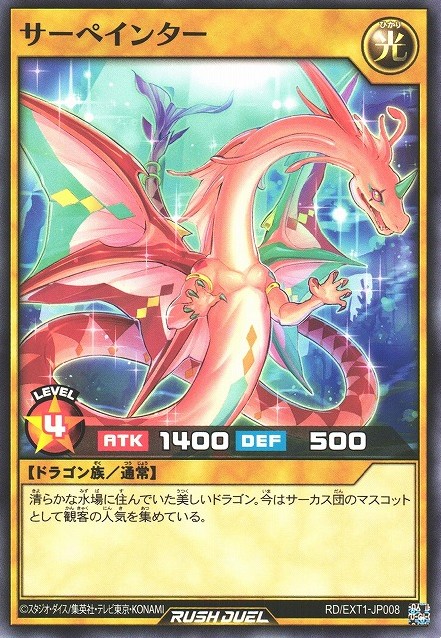 サーペインター
ひかり
光
LEVEL
4
ATK 1400 DEF 500
【ドラゴン族／通常】
清らかな水場に住んでいた美しいドラゴン。今はサーカス団のマスコット
として観客の人気を集めている。
©スタジオ・ダイス/集英社・テレビ東京・KONAMI
RUSH DUEL
RD/EXT1-JP008